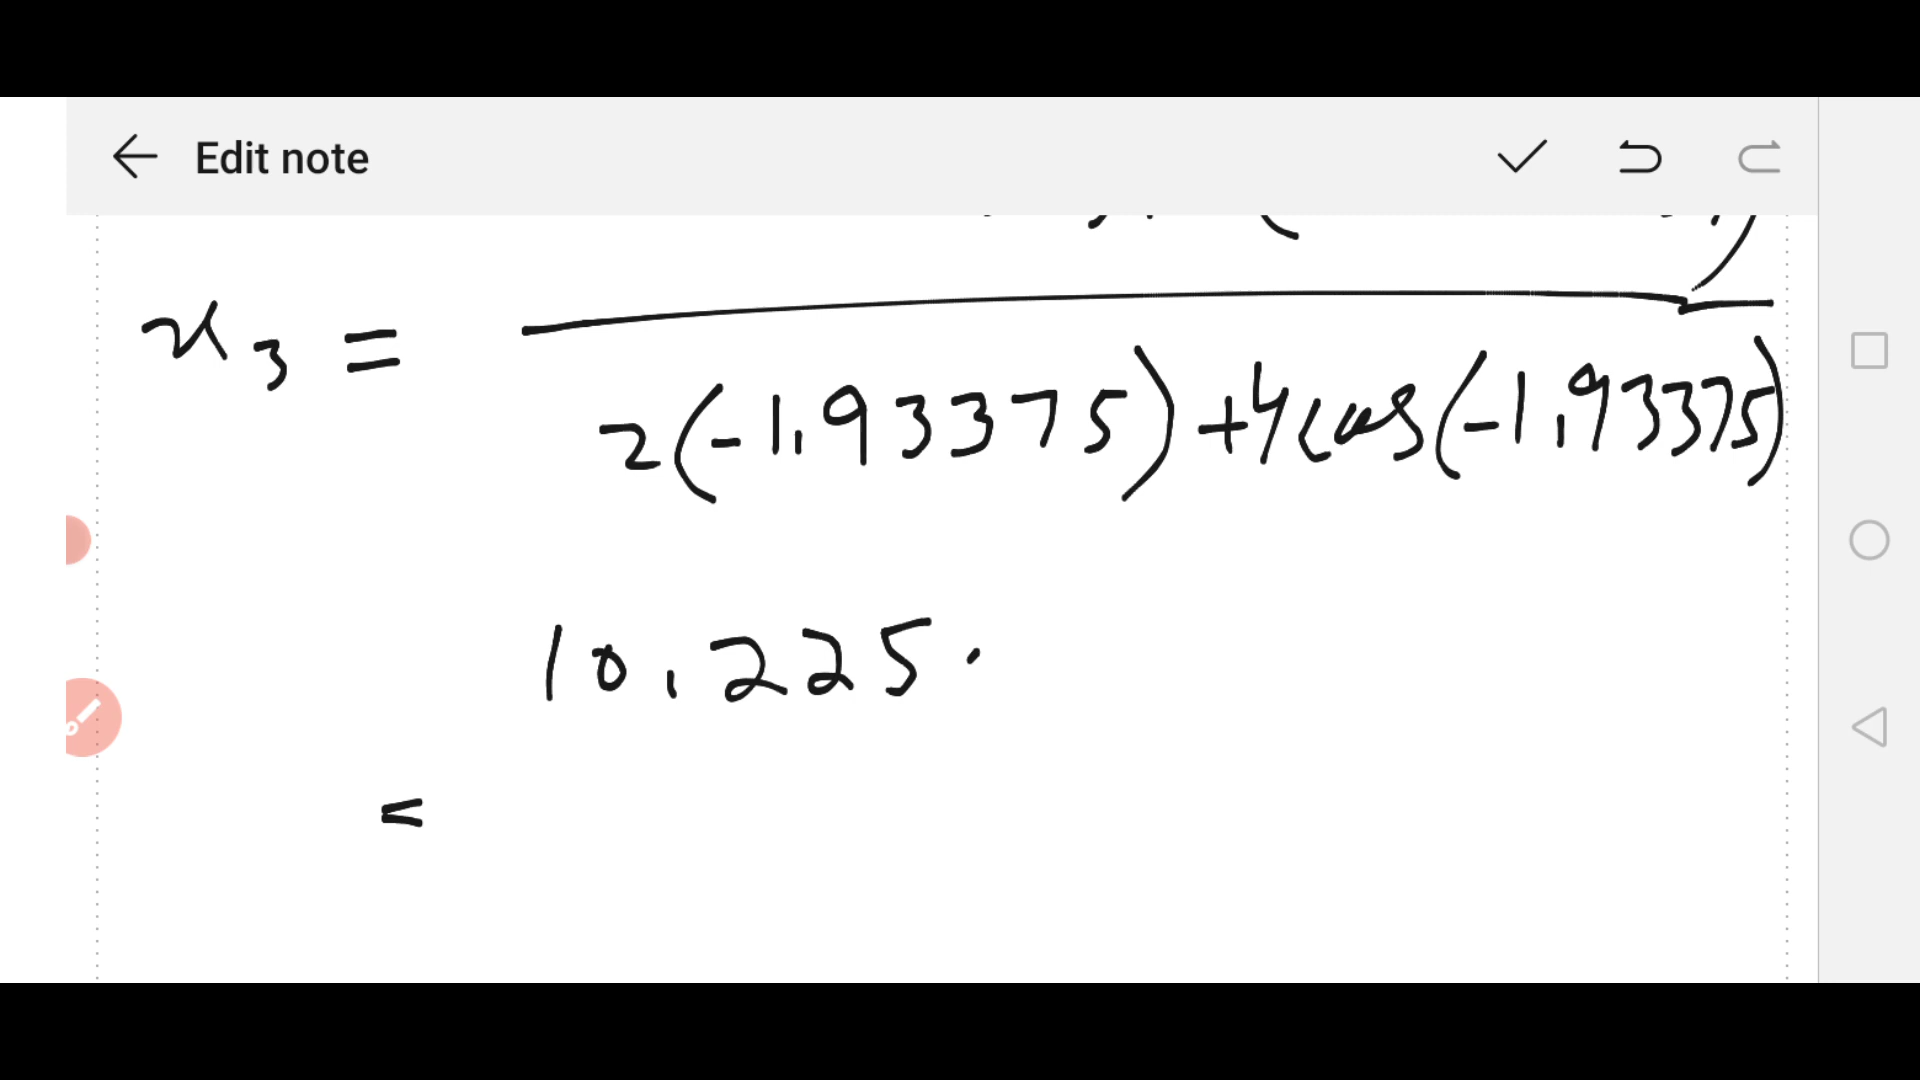 Edit note
x₃ =
2(-1.93375)+4cos(-1.93375)
10.225.
=